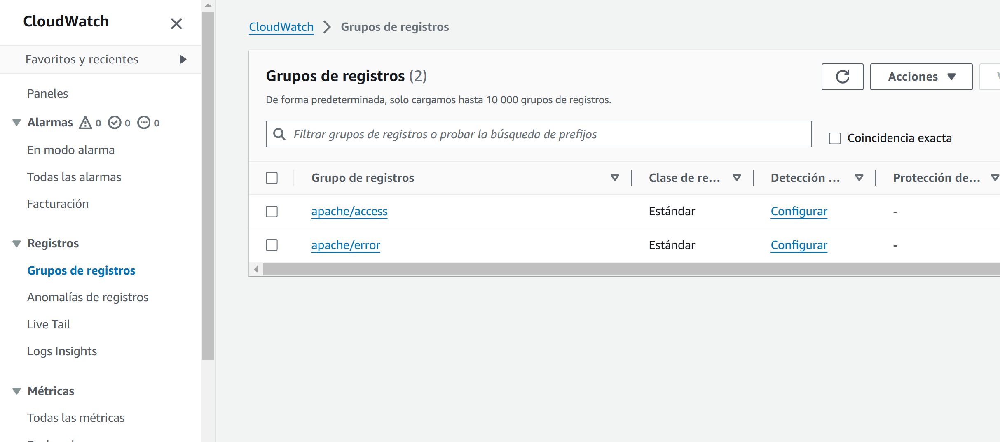 CloudWatch
Favoritos y recientes
Paneles
Alarmas 0 0 0
En modo alarma
Todas las alarmas
Facturación
Registros
Grupos de registros
Anomalías de registros
Live Tail
Logs Insights
Métricas
Todas las métricas
CloudWatch Grupos de registros
Grupos de registros (2)
Acciones
De forma predeterminada, solo cargamos hasta 10 000 grupos de registros.
Filtrar grupos de registros o probar la búsqueda de prefijos
Coincidencia exacta
Grupo de registros Clase de re... Detección ... Protección de...
apache/access Estándar Configurar -
apache/error Estándar Configurar -